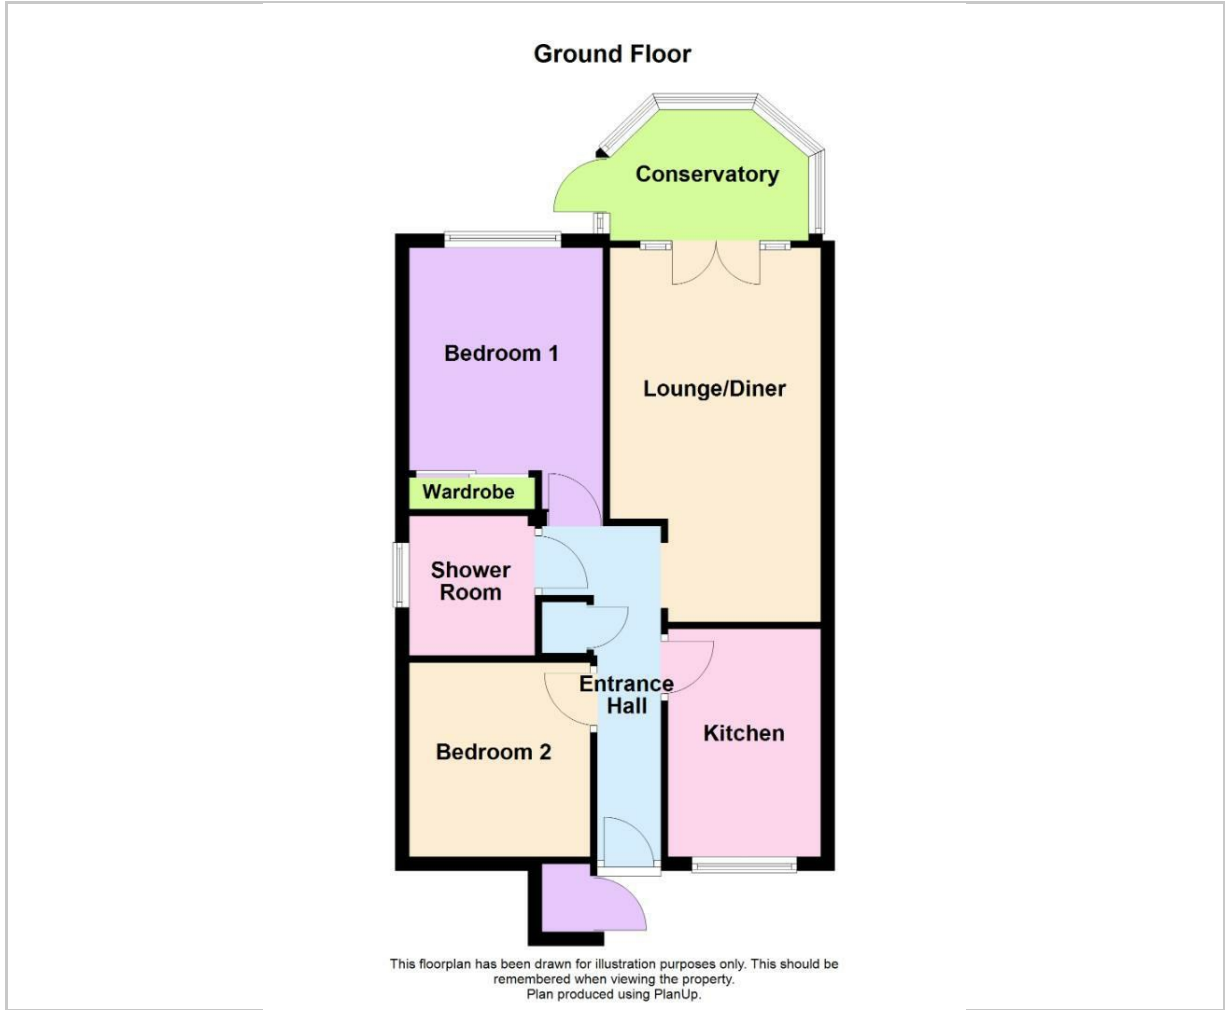 Ground Floor
Conservatory
Bedroom 1
Lounge/Diner
Wardrobe
Shower
Room
Entrance
Hall
Kitchen
Bedroom 2
This floorplan has been drawn for illustration purposes only. This should be
remembered when viewing the property.
Plan produced using PlanUp.